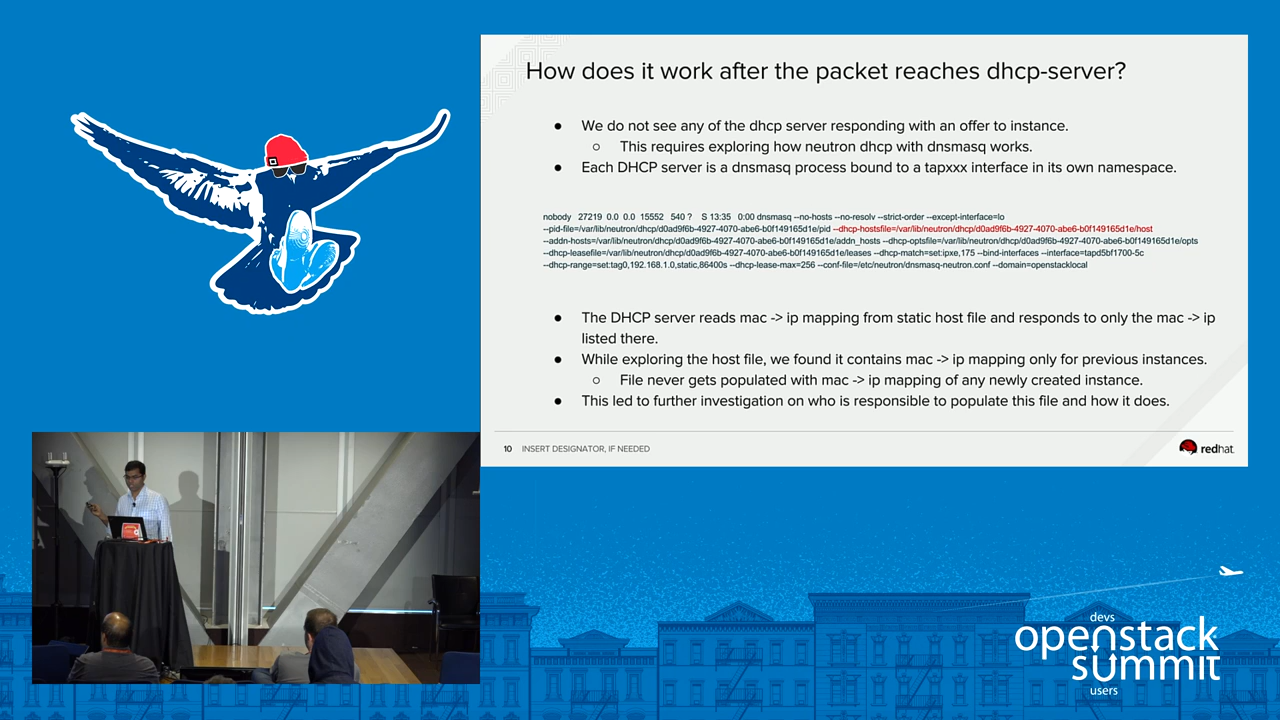 How does it work after the packet reaches dhcp-server?
● We do not see any of the dhcp server responding with an offer to instance.
○ This requires exploring how neutron dhcp with dnsmasq works.
● Each DHCP server is a dnsmasq process bound to a tapxxx interface in its own namespace.
nobody 27219 0.0 0.0 15552 540 ? S 13:35 0:00 dnsmasq --no-hosts --no-resolv --strict-order --except-interface=lo
--pid-file=/var/lib/neutron/dhcp/d0ad9f6b-4927-4070-abe6-b0f149165d1e/pid --dhcp-hostsfile=/var/lib/neutron/dhcp/d0ad9f6b-4927-4070-abe6-b0f149165d1e/host
--addn-hosts=/var/lib/neutron/dhcp/d0ad9f6b-4927-4070-abe6-b0f149165d1e/addn_hosts --dhcp-optsfile=/var/lib/neutron/dhcp/d0ad9f6b-4927-4070-abe6-b0f149165d1e/opts
--dhcp-leasefile=/var/lib/neutron/dhcp/d0ad9f6b-4927-4070-abe6-b0f149165d1e/leases --dhcp-match=set:ipxe,175 --bind-interfaces --interface=tapd5bf1700-5c
--dhcp-range=set:tag0,192.168.1.0,static,86400s --dhcp-lease-max=256 --conf-file=/etc/neutron/dnsmasq-neutron.conf --domain=openstacklocal
● The DHCP server reads mac -> ip mapping from static host file and responds to only the mac -> ip
listed there.
● While exploring the host file, we found it contains mac -> ip mapping only for previous instances.
○ File never gets populated with mac -> ip mapping of any newly created instance.
● This led to further investigation on who is responsible to populate this file and how it does.
10 INSERT DESIGNATOR, IF NEEDED
redhat.
devs
openstack
summit
users